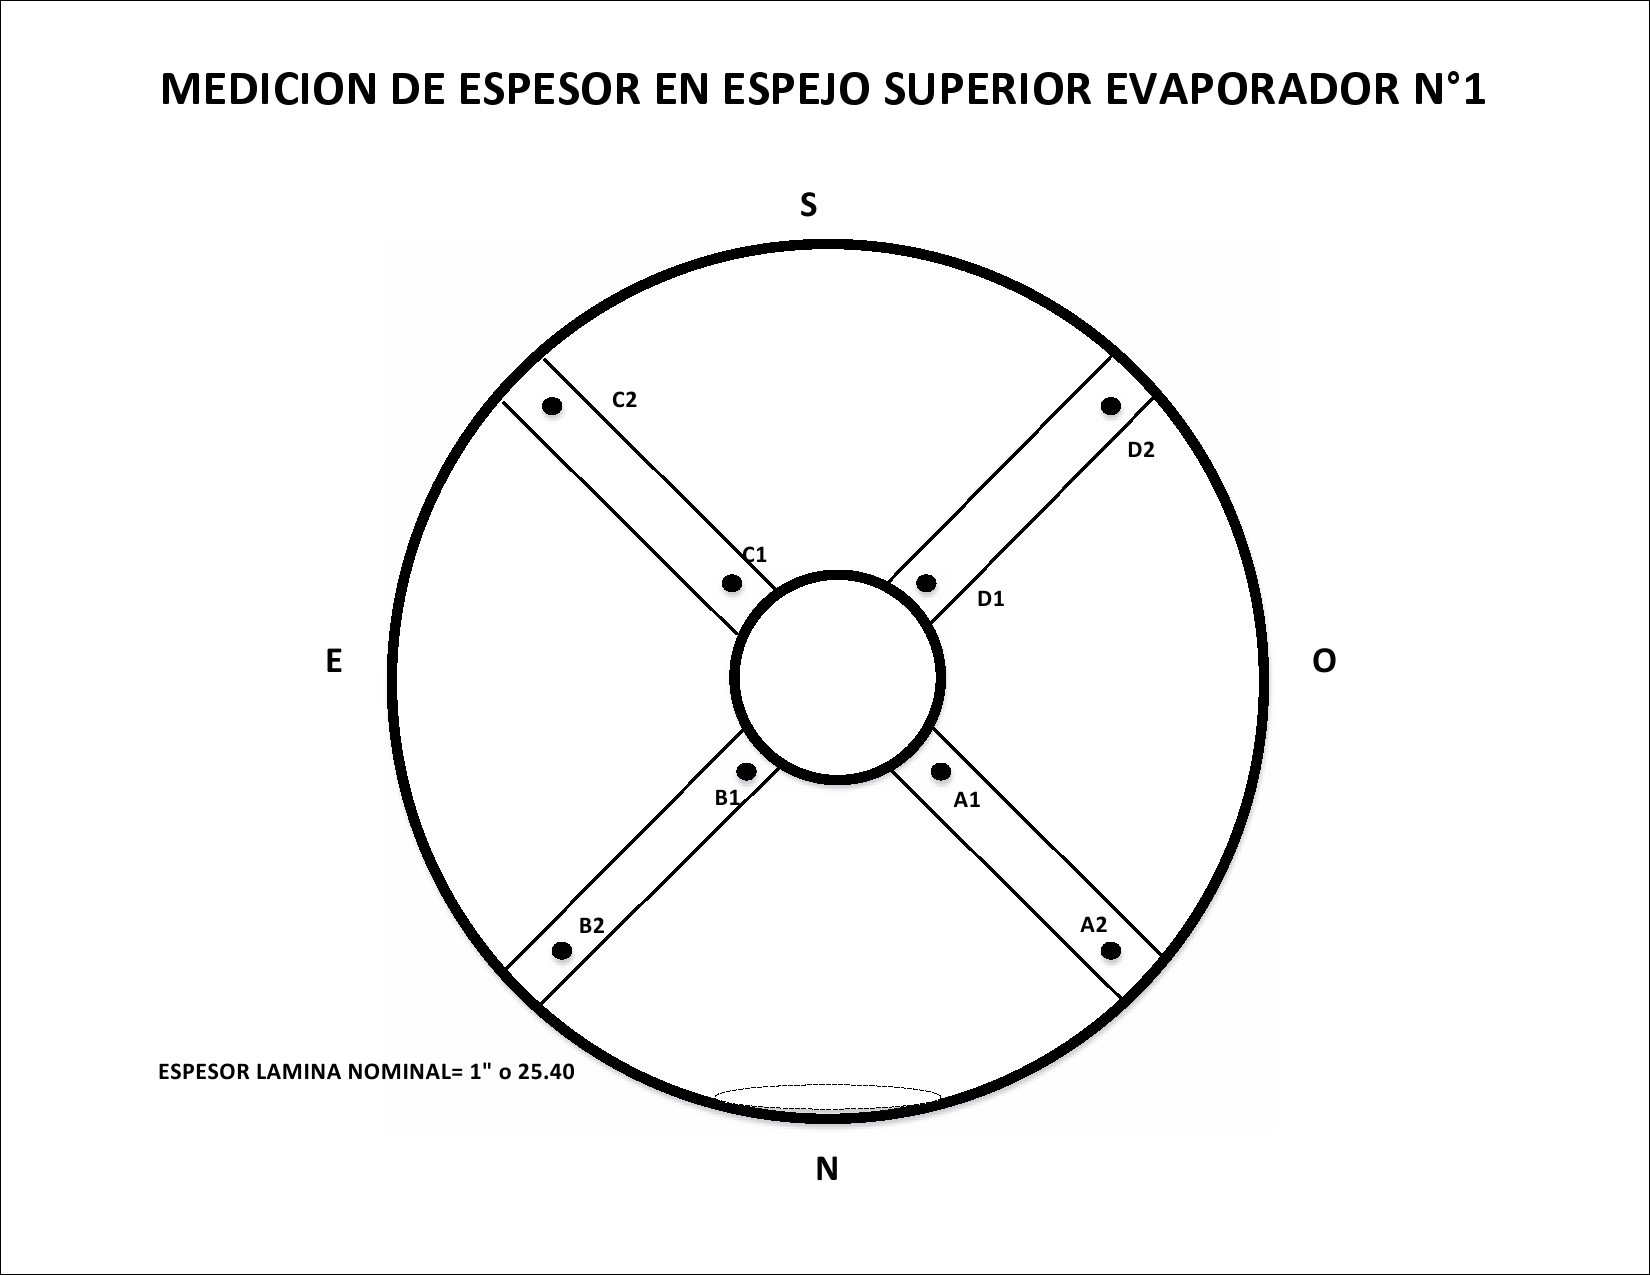 MEDICION DE ESPESOR EN ESPEJO SUPERIOR EVAPORADOR N°1
S
C2
D2
C1
D1
E
O
B1
A1
B2
A2
ESPESOR LAMINA NOMINAL= 1" o 25.40
N